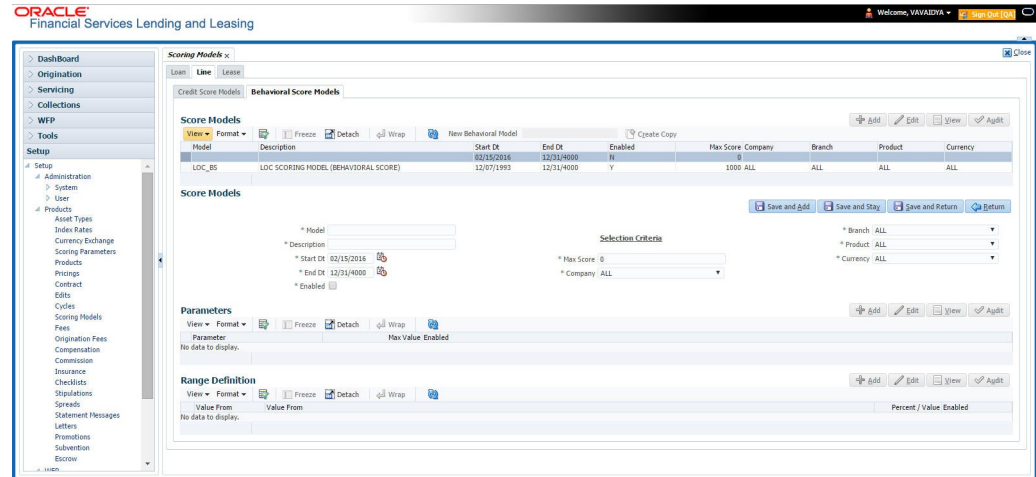 ORACLE
Financial Services Lending and Leasing
Welcome, VAVAIDYA
Sign Out [QA]
DashBoard
Origination
Servicing
Collections
WFP
Tools
Setup
Setup
Administration
System
User
Products
Asset Types
Index Rates
Currency Exchange
Scoring Parameters
Products
Pricings
Contract
Edits
Cycles
Scoring Models
Fees
Origination Fees
Compensation
Commission
Insurance
Checklists
Stipulations
Spreads
Statement Messages
Letters
Promotions
Subvention
Escrow
WFP
Scoring Models x
Close
Loan Line Lease
Credit Score Models Behavioral Score Models
Score Models
Add Edit View Audit
View Format Freeze Detach Wrap New Behavioral Model Create Copy
Model Description Start Dt End Dt Enabled Max Score Company Branch Product Currency
02/15/2016 12/31/4000 N 0
LOC_BS LOC SCORING MODEL (BEHAVIORAL SCORE) 12/07/1993 12/31/4000 Y 1000 ALL ALL ALL ALL
Score Models
Save and Add Save and Stay Save and Return Return
* Model
* Description
* Start Dt 02/15/2016
* End Dt 12/31/4000
* Enabled
Selection Criteria
* Max Score 0
* Company ALL
* Branch ALL
* Product ALL
* Currency ALL
Parameters
Add Edit View Audit
View Format Freeze Detach Wrap
Parameter Max Value Enabled
No data to display.
Range Definition
Add Edit View Audit
View Format Freeze Detach Wrap
Value From Value From Percent / Value Enabled
No data to display.